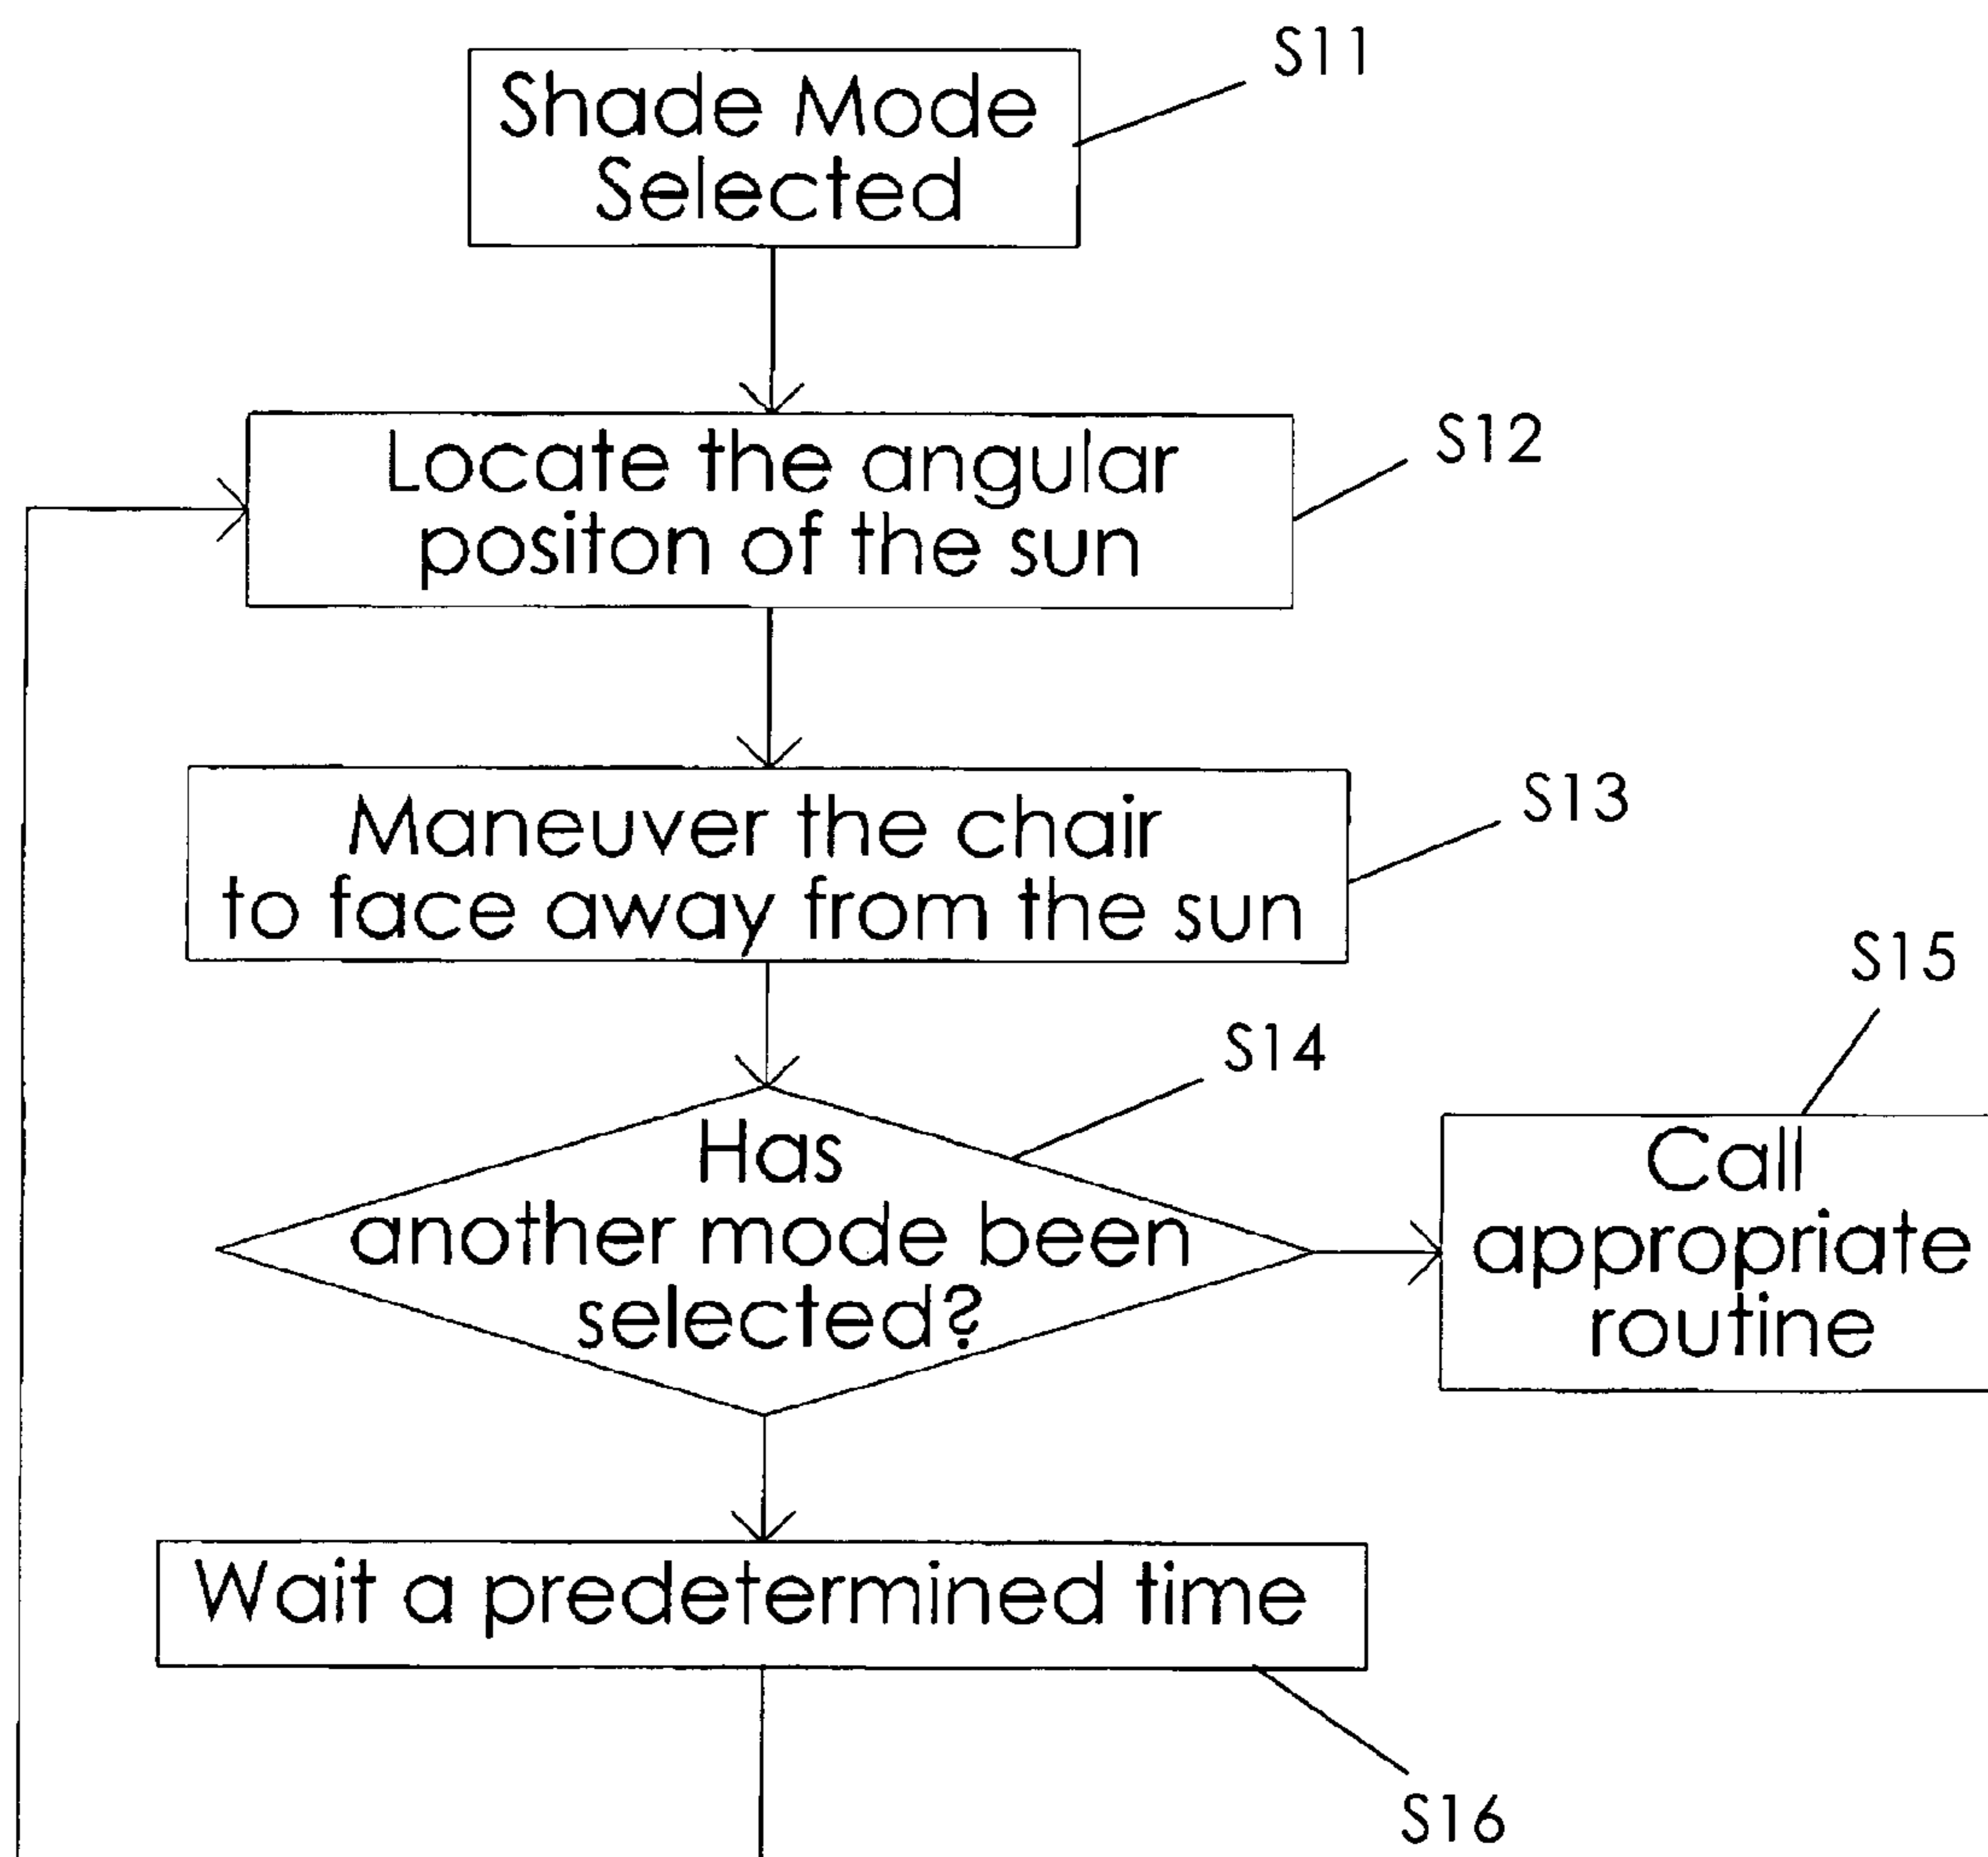 S11
Shade Mode
Selected
S12
Locate the angular
positon of the sun
S13
Maneuver the chair
to face away from the sun
S14
Has
another mode been
selected?
S15
Call
appropriate
routine
Wait a predetermined time
S16